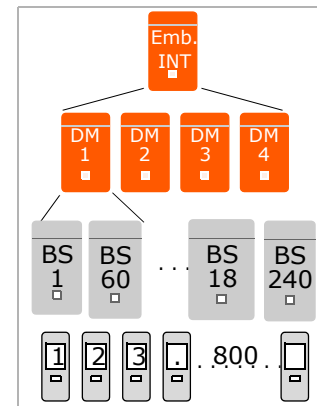 Emb.
INT
DM DM DM DM
1 2 3 4
BS BS BS BS
1 60 . . . 18 240
1 2 3 . . 800 . . . .